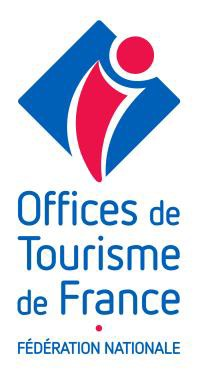 Offices de
Tourisme
de France
FÉDÉRATION NATIONALE